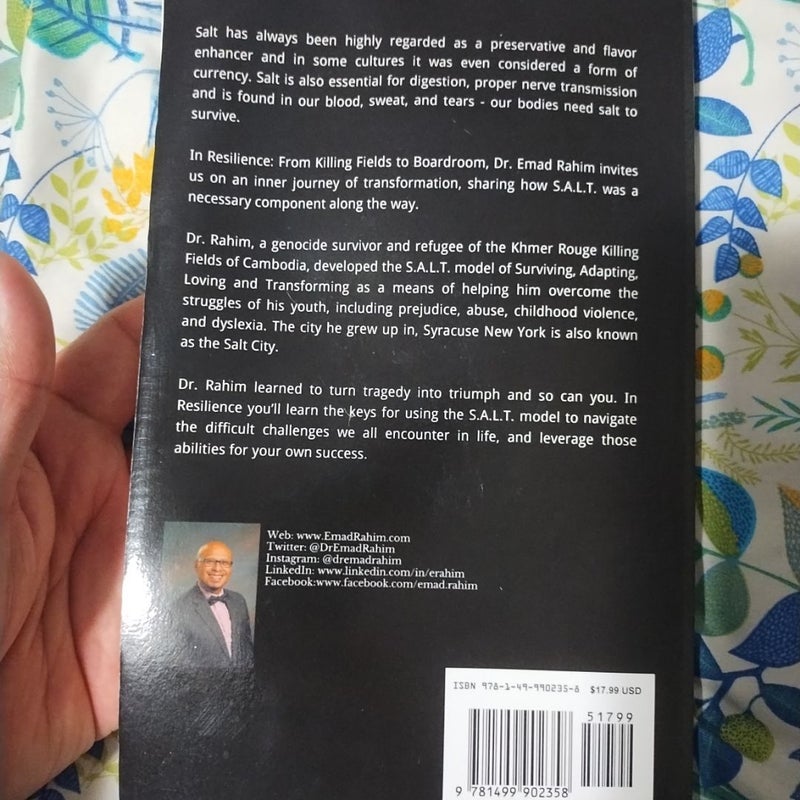 Salt has always been highly regarded as a preservative and flavor
enhancer and in some cultures it was even considered a form of
currency. Salt is also essential for digestion, proper nerve transmission
and is found in our blood, sweat, and tears - our bodies need salt to
survive.
In Resilience: From Killing Fields to Boardroom, Dr. Emad Rahim invites
us on an inner journey of transformation, sharing how S.A.L.T. was a
necessary component along the way.
Dr. Rahim, a genocide survivor and refugee of the Khmer Rouge Killing
Fields of Cambodia, developed the S.A.L.T. model of Surviving, Adapting,
Loving and Transforming as a means of helping him overcome the
struggles of his youth, including prejudice, abuse, childhood violence,
and dyslexia. The city he grew up in, Syracuse New York is also known
as the Salt City.
Dr. Rahim learned to turn tragedy into triumph and so can you. In
Resilience you'll learn the keys for using the S.A.L.T. model to navigate
the difficult challenges we all encounter in life, and leverage those
abilities for your own success.
Web: www.EmadRahim.com
Twitter: @DrEmadRahim
Instagram: @dremadrahim
LinkedIn: www.linkedin.com/in/erahim
Facebook:www.facebook.com/emad.rahim
ISBN 978-1-49-990235-8 $17.99 USD
51799
9 781499 902358